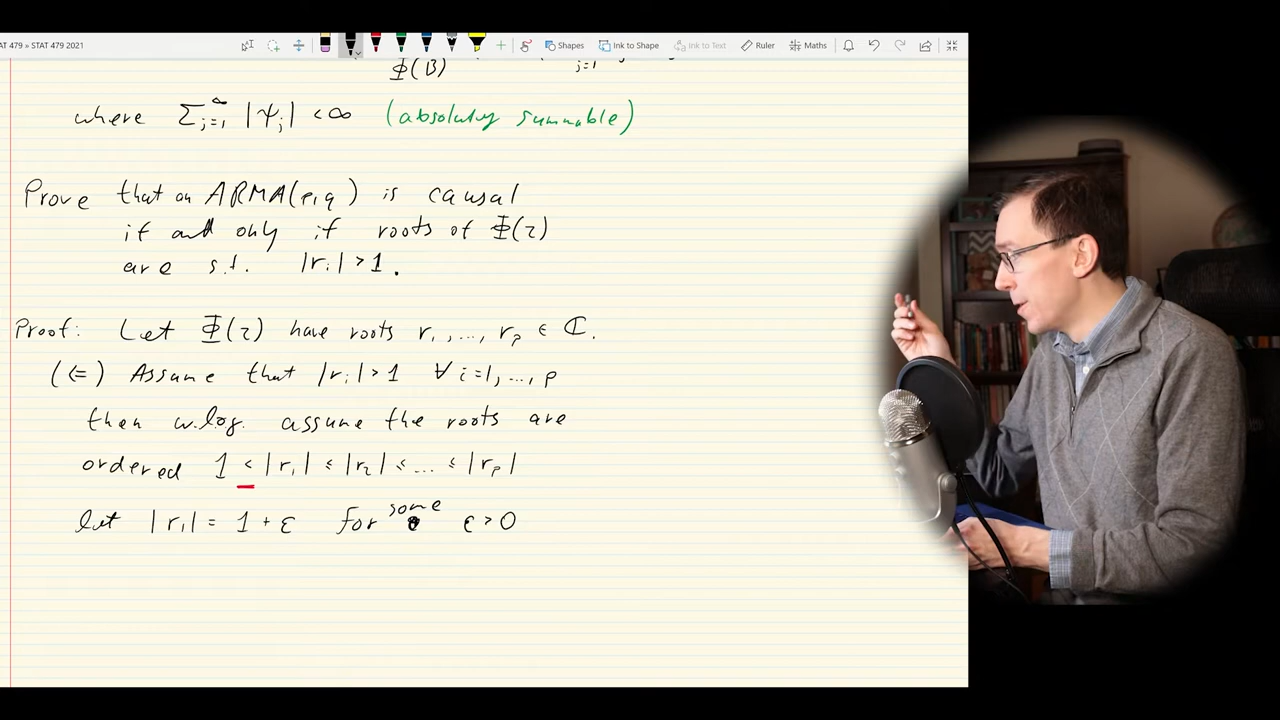 AT 479 » STAT 479 2021
Shapes Ink to Shape Ink to Text Ruler Maths
Φ(B) j=1
where Σ_{j=1}^∞ |ψ_j| < ∞ (absolutely summable)
Prove that an ARMA(p,q) is causal
if and only if roots of Φ(z)
are s.t. |r_i| > 1.
Proof: Let Φ(z) have roots r_1, ..., r_p ∈ ℂ.
(⇐) Assume that |r_i| > 1 ∀ i=1, ..., p
then w.log. assume the roots are
ordered 1 < |r_1| ≤ |r_2| ≤ ... ≤ |r_p|
let |r_1| = 1 + ε for some ε > 0